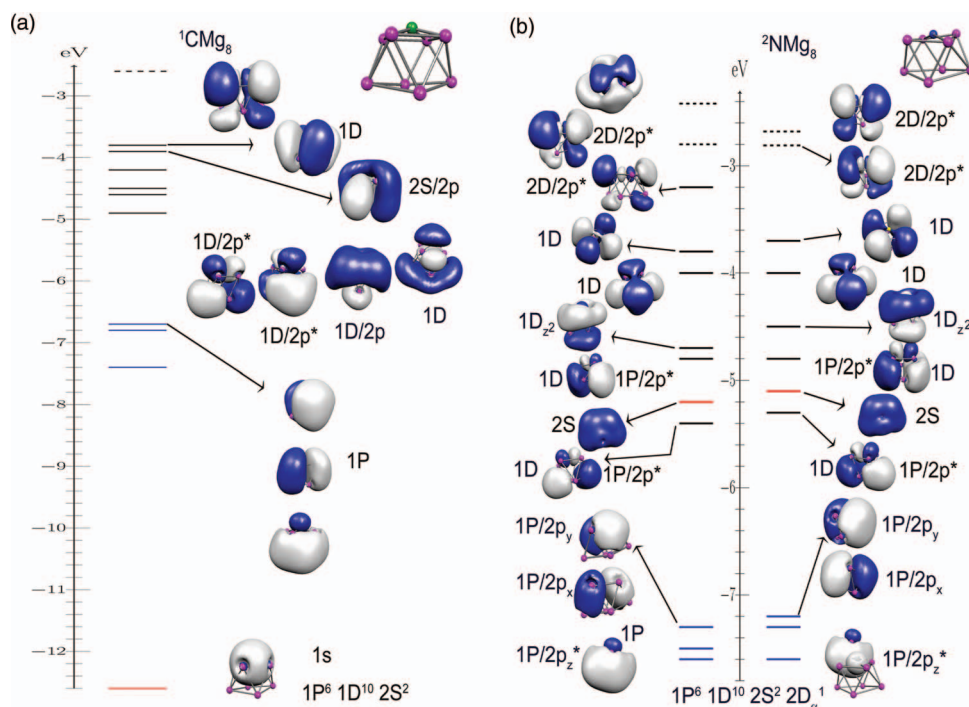 (a)
eV
¹CMg₈
−3
−4
−5
−6
−7
−8
−9
−10
−11
−12
1D
2S/2p
1D/2p*
1D/2p*
1D/2p
1D
1P
1s
1P⁶ 1D¹⁰ 2S²
(b)
²NMg₈
eV
−3
−4
−5
−6
−7
2D/2p*
2D/2p*
1D
1D
1D_z²
1D
1P/2p*
2S
1D
1P/2p*
1P/2p_y
1P/2p_x
1P
1P/2p_z*
2D/2p*
2D/2p*
1D
1D
1D_z²
1P/2p*
1D
2S
1D
1P/2p*
1P/2p_y
1P/2p_x
1P/2p_z*
1P⁶ 1D¹⁰ 2S² 2D_α¹